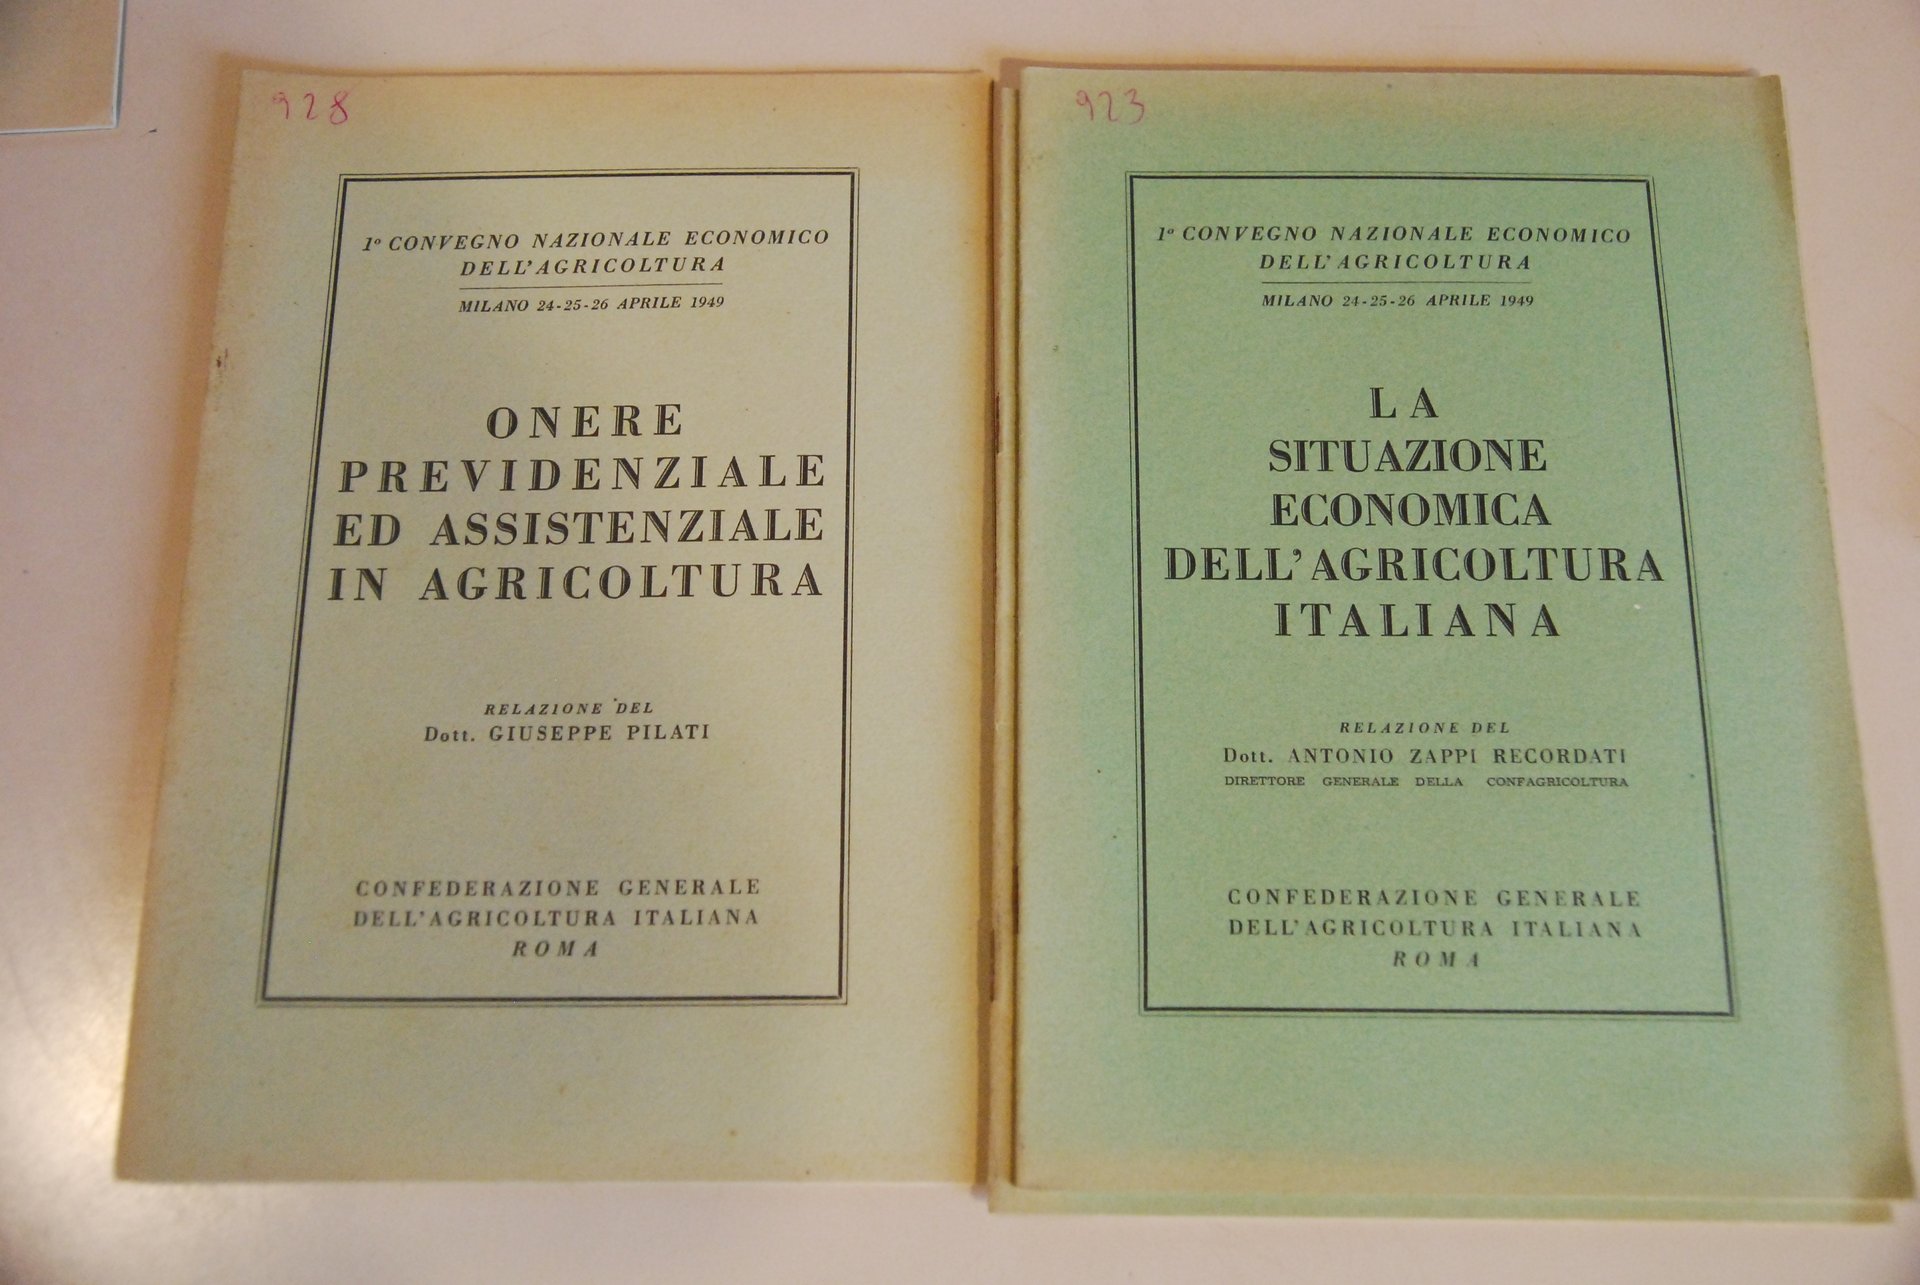 928
1º CONVEGNO NAZIONALE ECONOMICO
DELL'AGRICOLTURA
MILANO 24-25-26 APRILE 1949
ONERE
PREVIDENZIALE
ED ASSISTENZIALE
IN AGRICOLTURA
RELAZIONE DEL
Dott. GIUSEPPE PILATI
CONFEDERAZIONE GENERALE
DELL'AGRICOLTURA ITALIANA
ROMA
923
1º CONVEGNO NAZIONALE ECONOMICO
DELL'AGRICOLTURA
MILANO 24-25-26 APRILE 1949
LA
SITUAZIONE
ECONOMICA
DELL'AGRICOLTURA
ITALIANA
RELAZIONE DEL
Dott. ANTONIO ZAPPI RECORDATI
DIRETTORE GENERALE DELLA CONFAGRICOLTURA
CONFEDERAZIONE GENERALE
DELL'AGRICOLTURA ITALIANA
ROMA